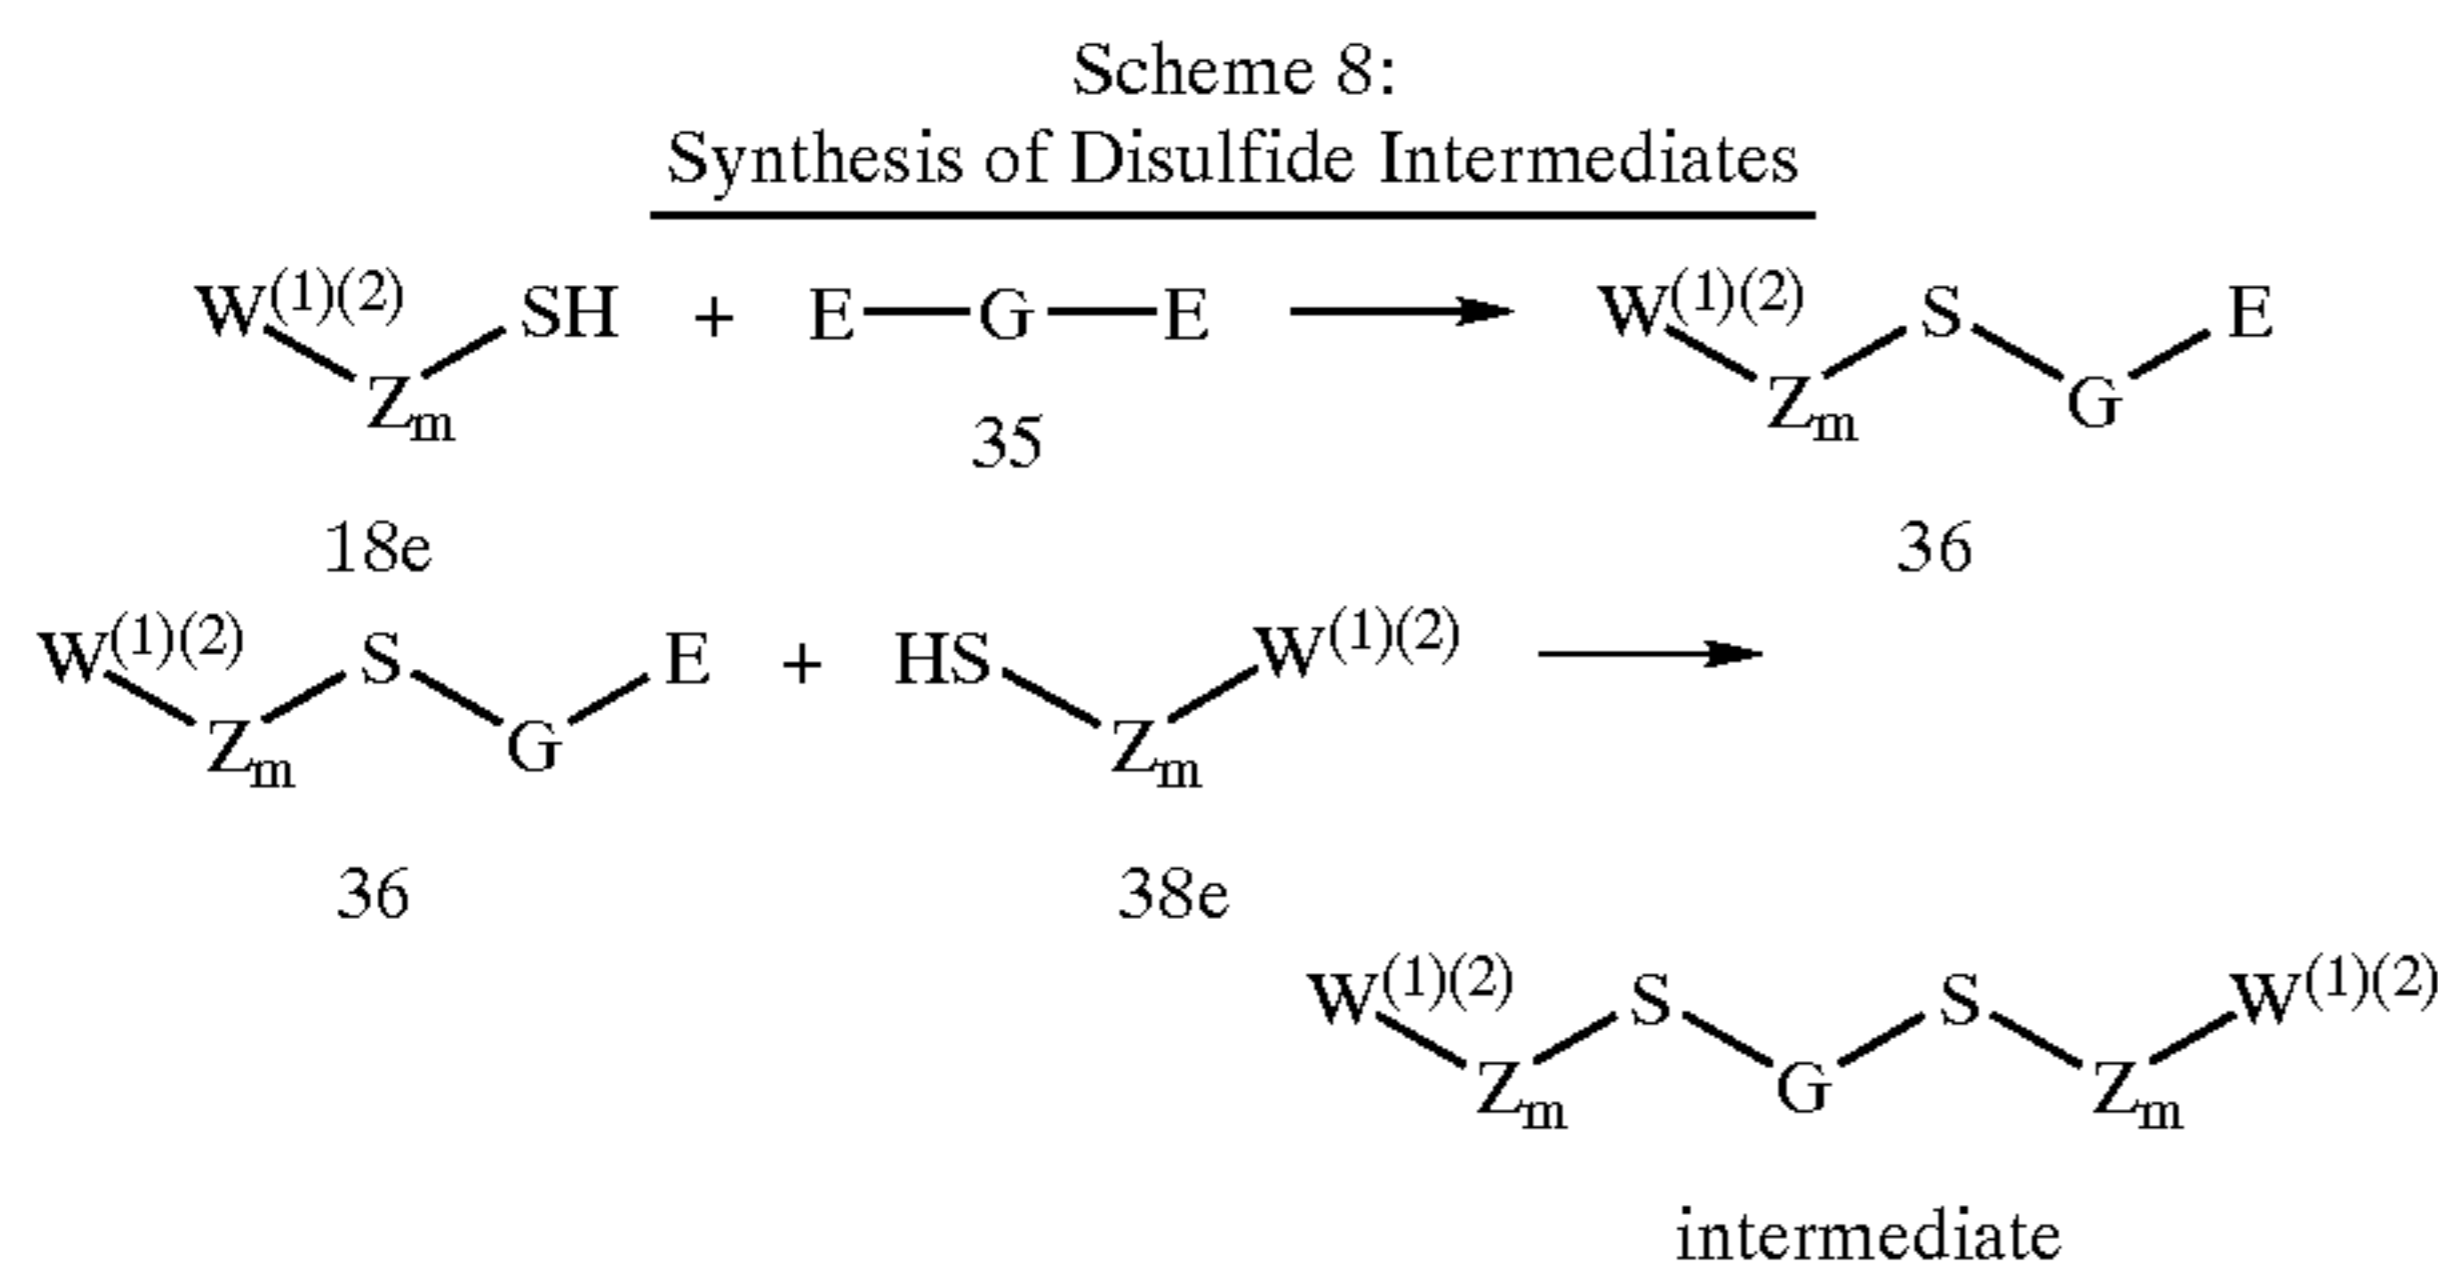 Scheme 8:
Synthesis of Disulfide Intermediates
W(1)(2) SH + E—G—E W(1)(2) S E
Zm Zm G
35
18e 36
W(1)(2) S E + HS W(1)(2)
Zm G Zm
36 38e
W(1)(2) S S W(1)(2)
Zm G Zm
intermediate